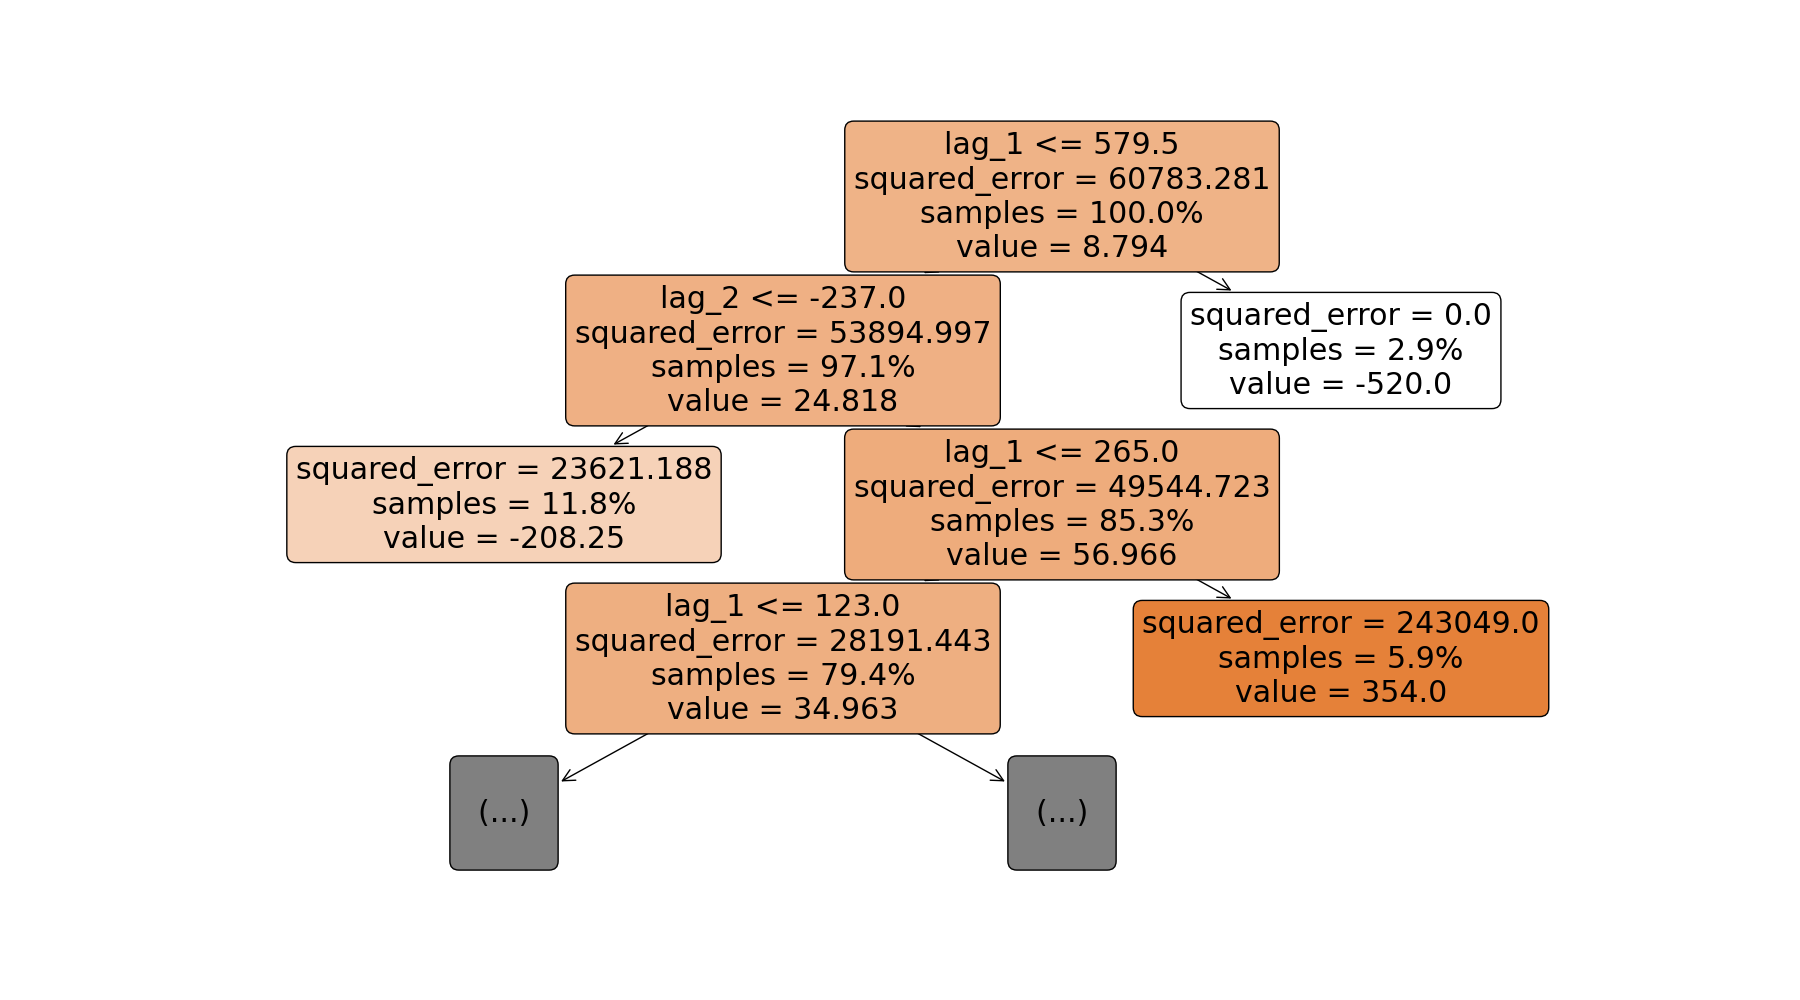 lag_1 <= 579.5
squared_error = 60783.281
samples = 100.0%
value = 8.794
lag_2 <= -237.0
squared_error = 53894.997
samples = 97.1%
value = 24.818
squared_error = 0.0
samples = 2.9%
value = -520.0
squared_error = 23621.188
samples = 11.8%
value = -208.25
lag_1 <= 265.0
squared_error = 49544.723
samples = 85.3%
value = 56.966
lag_1 <= 123.0
squared_error = 28191.443
samples = 79.4%
value = 34.963
squared_error = 243049.0
samples = 5.9%
value = 354.0
(...)
(...)